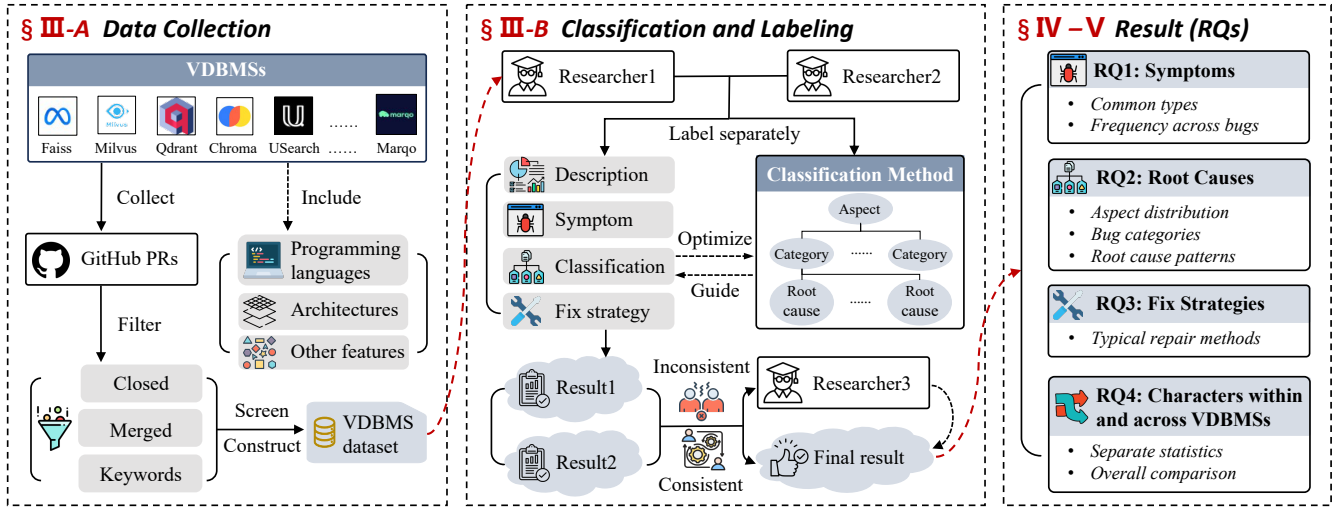 § III-A Data Collection
VDBMSs
Milvus
marqo
Faiss
Milvus
Qdrant
Chroma
USearch
......
......
Marqo
Collect
Include
GitHub PRs
Programming
languages
Architectures
Other features
Filter
Closed
Merged
Keywords
Screen
Construct
VDBMS
dataset
§ III-B Classification and Labeling
Researcher1
Researcher2
Label separately
Description
Symptom
Classification
Fix strategy
Optimize
Guide
Classification Method
Aspect
Category
......
Category
Root
cause
......
Root
cause
Result1
Result2
Inconsistent
Consistent
Researcher3
Final result
§ IV – V Result (RQs)
RQ1: Symptoms
• Common types
• Frequency across bugs
RQ2: Root Causes
• Aspect distribution
• Bug categories
• Root cause patterns
RQ3: Fix Strategies
• Typical repair methods
RQ4: Characters within
and across VDBMSs
• Separate statistics
• Overall comparison